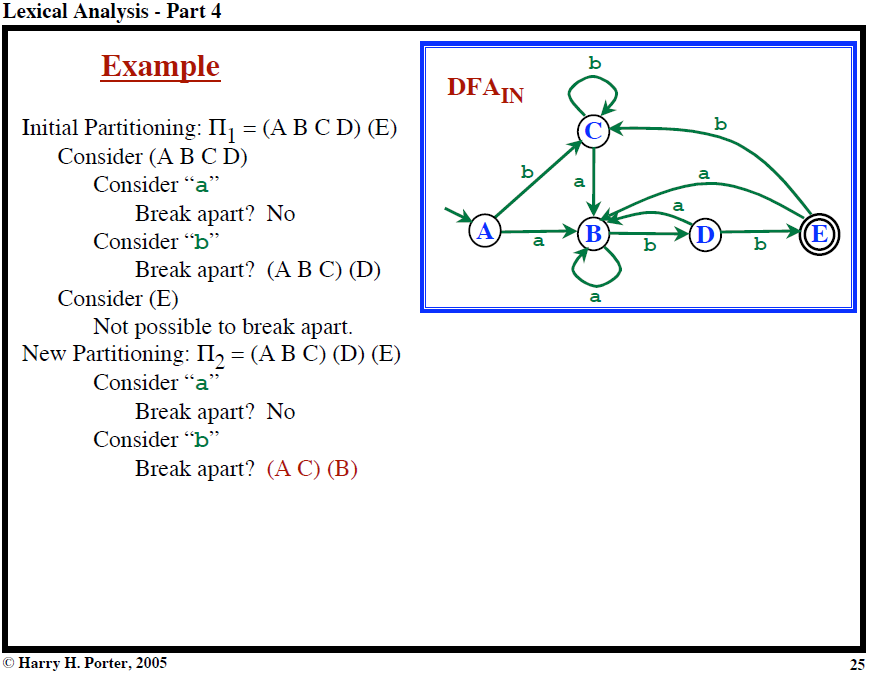 Lexical Analysis - Part 4
Example
Initial Partitioning: Π1 = (A B C D) (E)
Consider (A B C D)
Consider “a”
Break apart? No
Consider “b”
Break apart? (A B C) (D)
Consider (E)
Not possible to break apart.
New Partitioning: Π2 = (A B C) (D) (E)
Consider “a”
Break apart? No
Consider “b”
Break apart? (A C) (B)
DFAIN
b
C
b
b
a
a
a
A
a
B
b
D
b
E
a
© Harry H. Porter, 2005
25